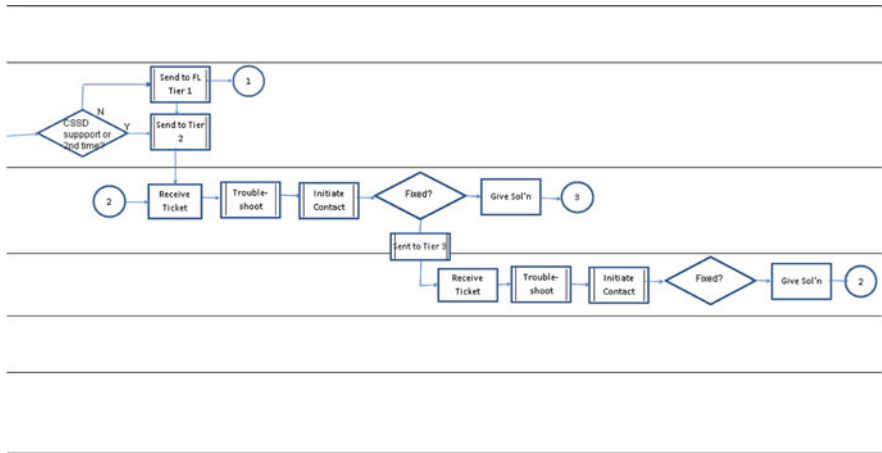 Send to FL
Tier 1
1
N
CSSD
suppport or
2nd time?
Y
Send to Tier
2
2
Receive
Ticket
Trouble-
shoot
Initiate
Contact
Fixed?
Give Sol'n
3
Sent to Tier 3
Receive
Ticket
Trouble-
shoot
Initiate
Contact
Fixed?
Give Sol'n
2